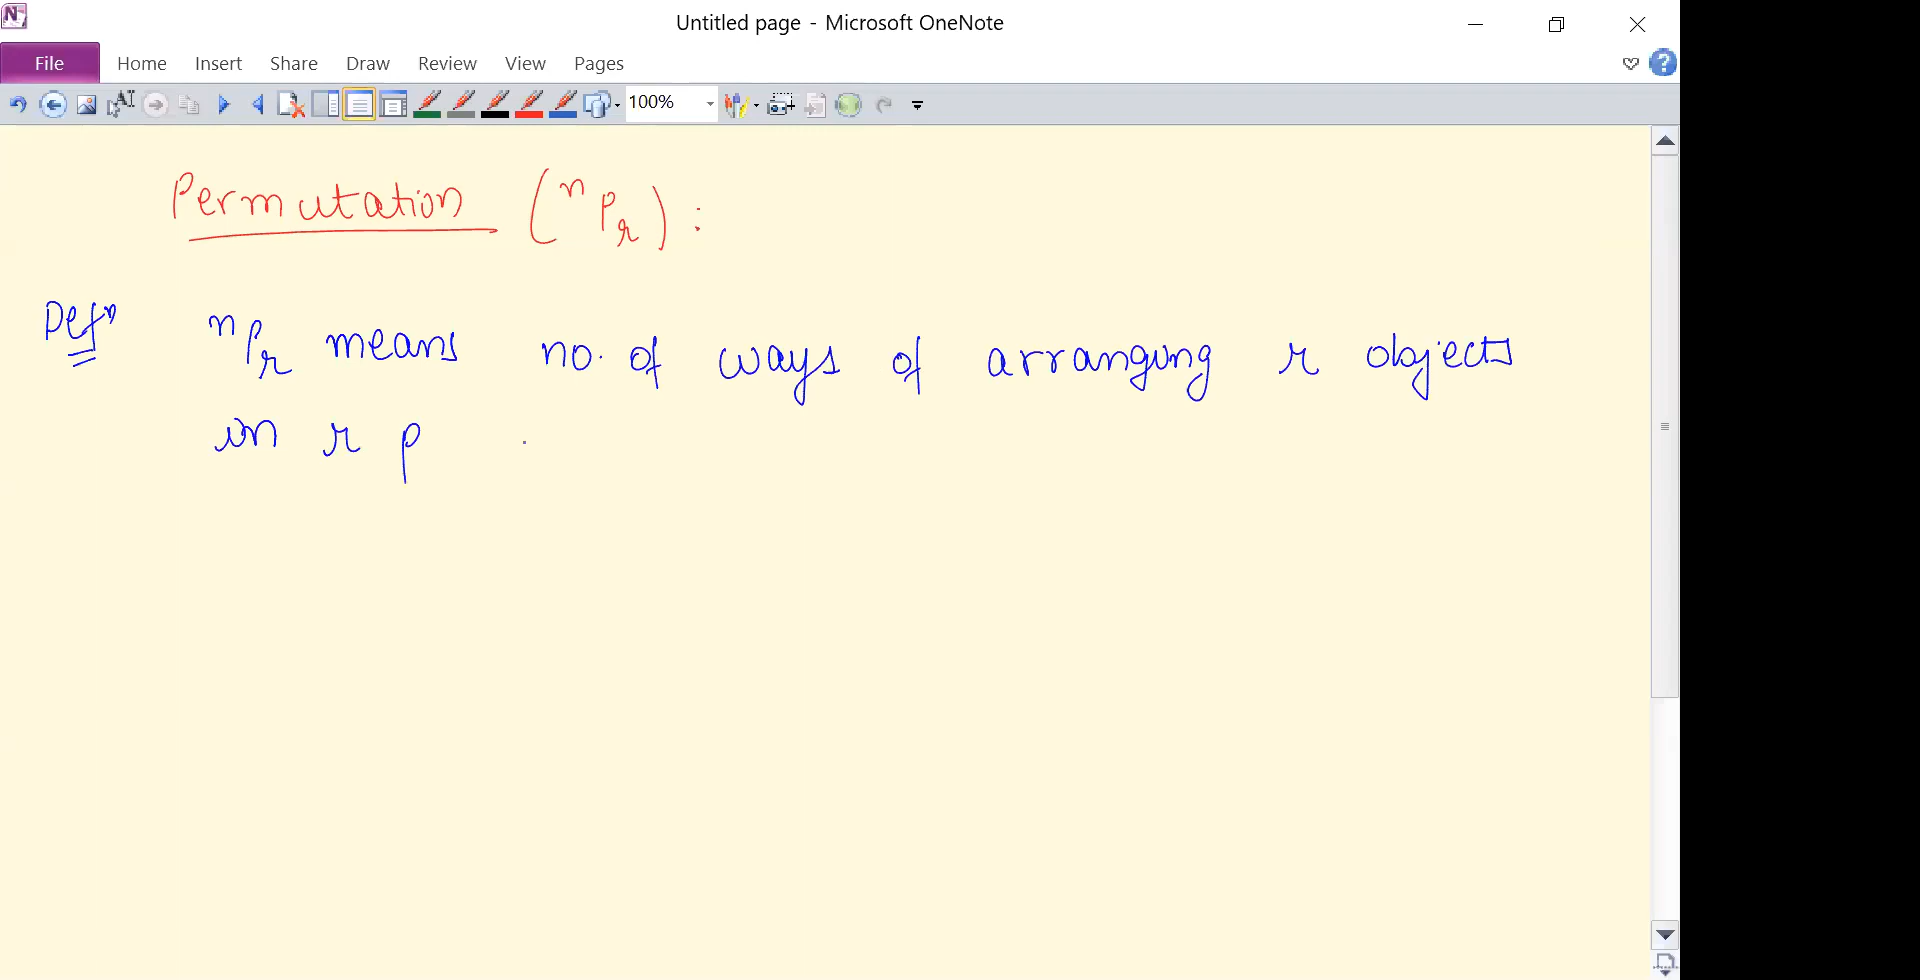 Untitled page - Microsoft OneNote
File Home Insert Share Draw Review View Pages
100%
Permutation (ⁿPᵣ) :
Defⁿ ⁿPᵣ means no. of ways of arranging r objects
in r p